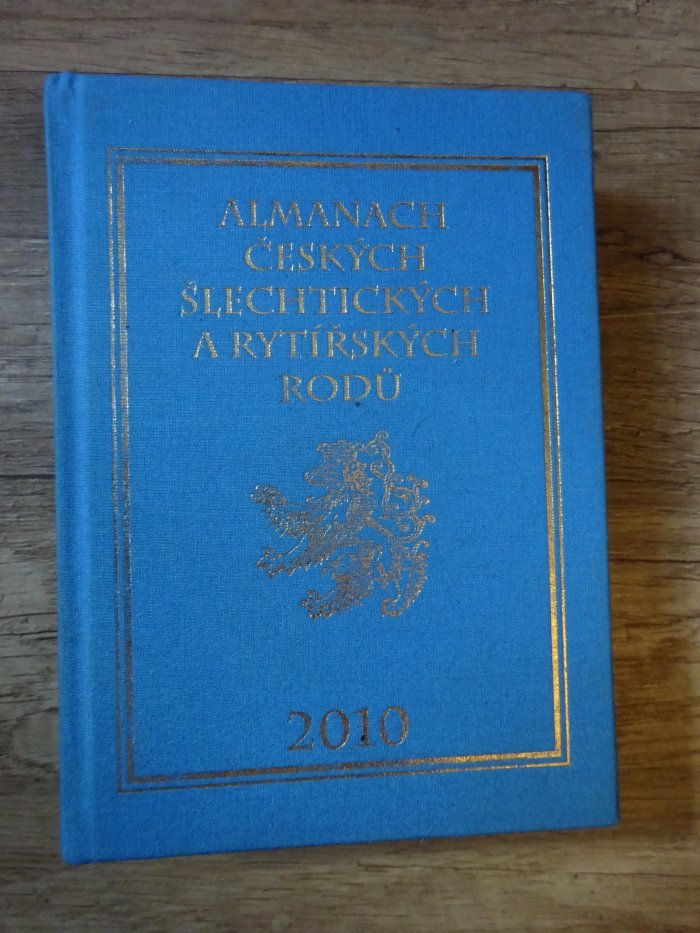 ALMANACH
ČESKÝCH
ŠLECHTICKÝCH
A RYTÍŘSKÝCH
RODŮ
2010